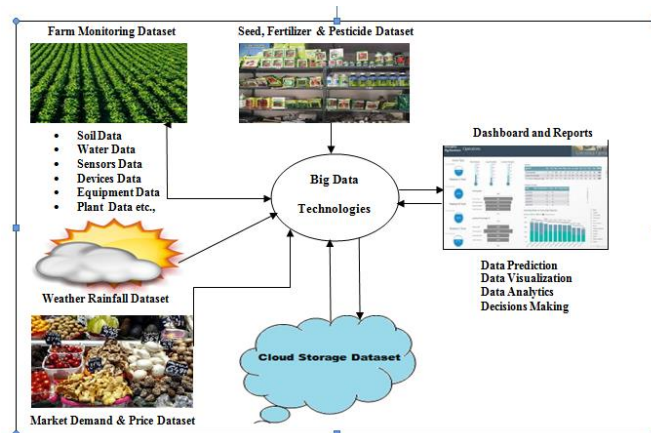 Farm Monitoring Dataset
Seed, Fertilizer & Pesticide Dataset
• Soil Data
• Water Data
• Sensors Data
• Devices Data
• Equipment Data
• Plant Data etc.,
Big Data
Technologies
Dashboard and Reports
Data Prediction
Data Visualization
Data Analytics
Decisions Making
Weather Rainfall Dataset
Cloud Storage Dataset
Market Demand & Price Dataset